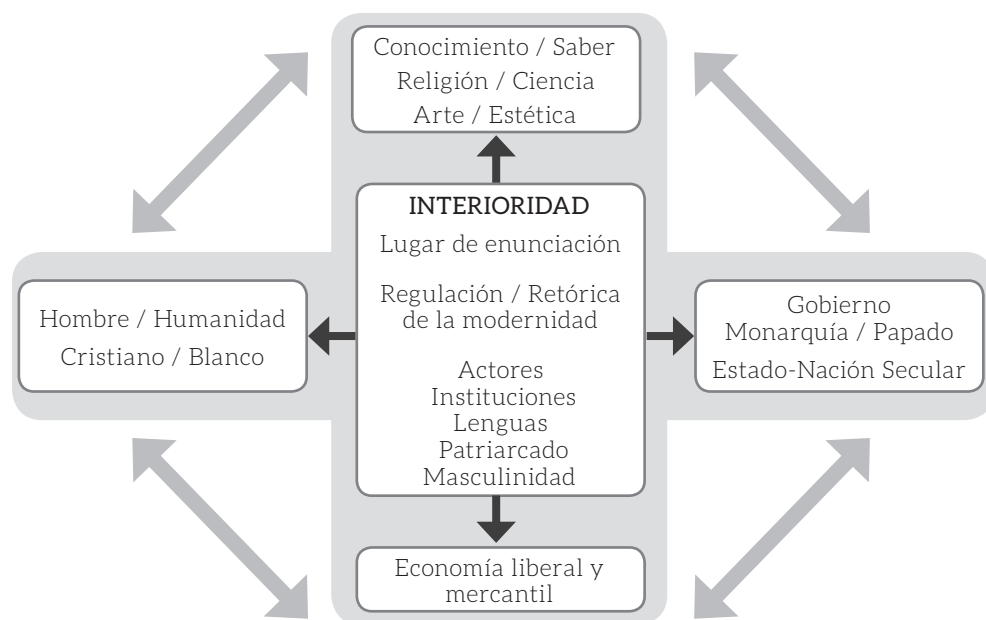 Conocimiento / Saber
Religión / Ciencia
Arte / Estética
INTERIORIDAD
Lugar de enunciación
Regulación / Retórica
de la modernidad
Actores
Instituciones
Lenguas
Patriarcado
Masculinidad
Hombre / Humanidad
Cristiano / Blanco
Gobierno
Monarquía / Papado
Estado-Nación Secular
Economía liberal y
mercantil